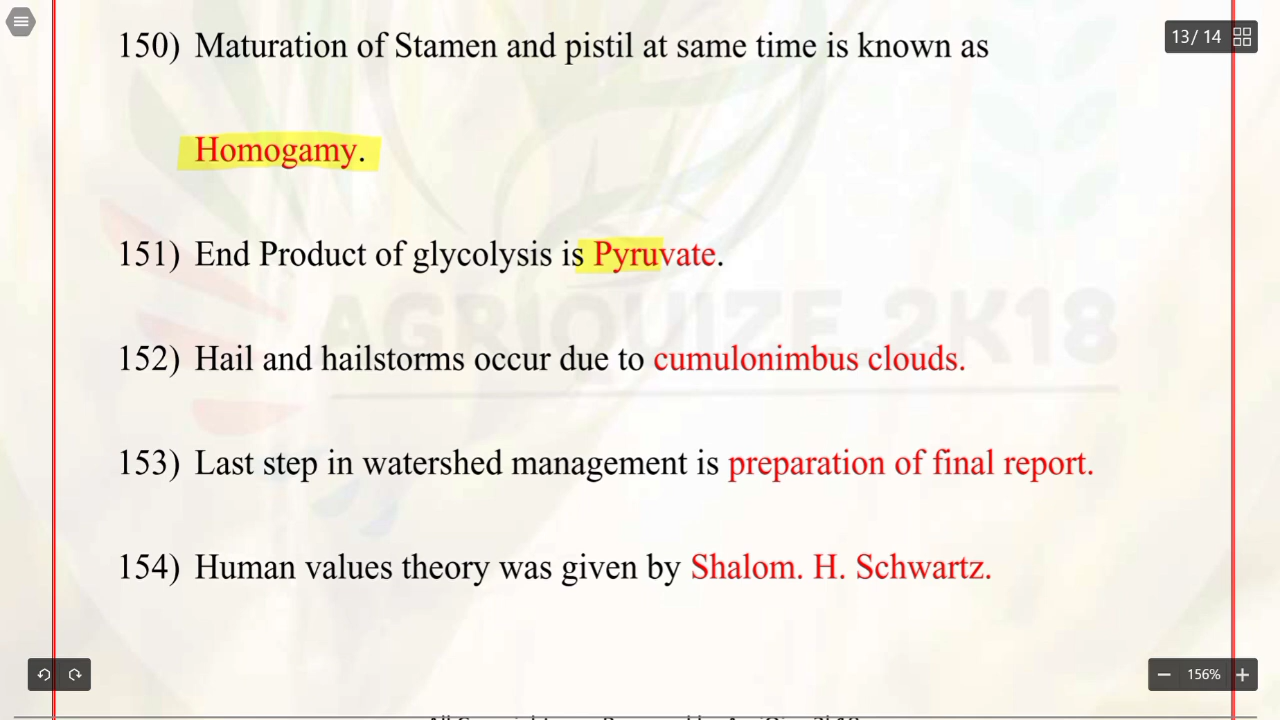 13/ 14
150) Maturation of Stamen and pistil at same time is known as
Homogamy.
151) End Product of glycolysis is Pyruvate.
AGRIQUIZE 2K18
152) Hail and hailstorms occur due to cumulonimbus clouds.
153) Last step in watershed management is preparation of final report.
154) Human values theory was given by Shalom. H. Schwartz.
156%